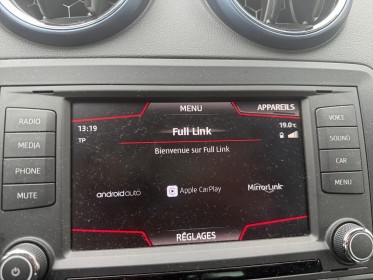 MENU
APPAREILS
RADIO
VOICE
13:19
Full Link
19.0°C
TP
MEDIA
SOUND
Bienvenue sur Full Link
PHONE
CAR
androidauto
Apple CarPlay
MirrorLink
MUTE
MENU
RÉGLAGES